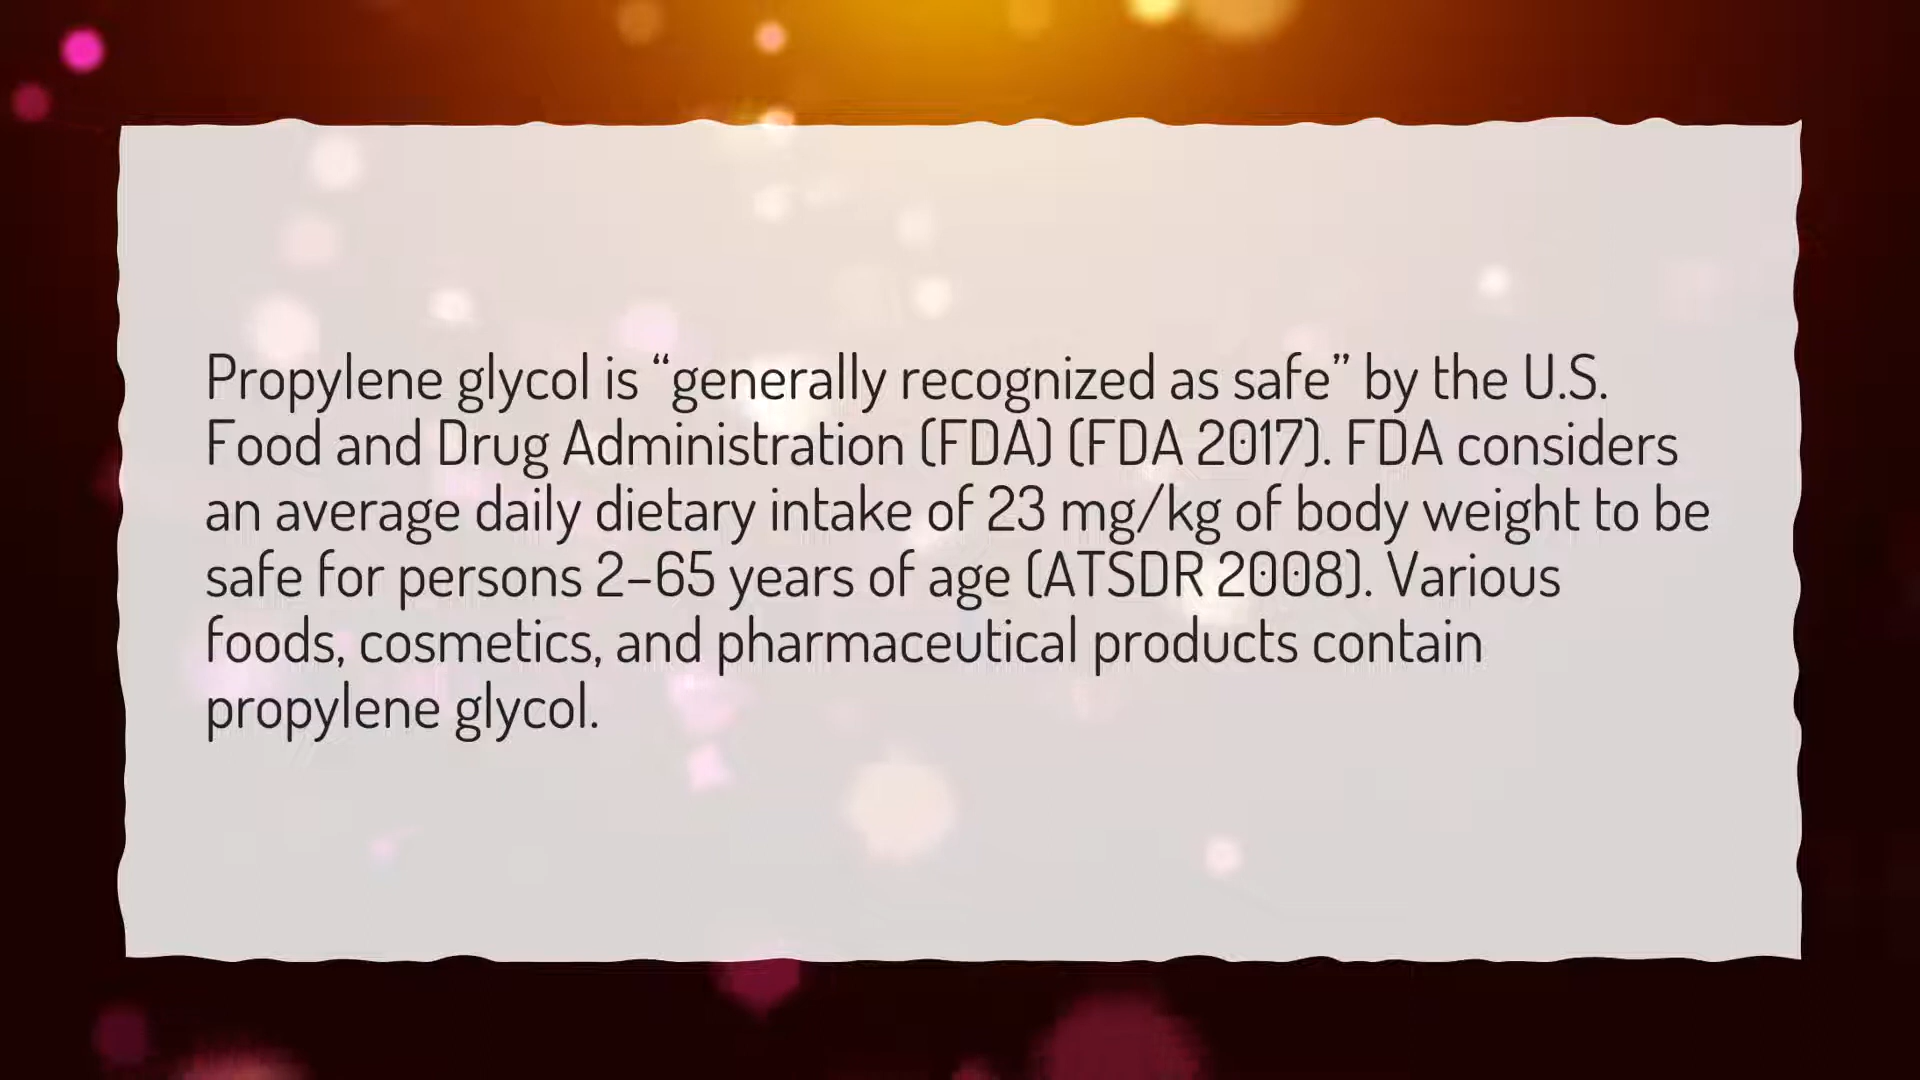 Propylene glycol is “generally recognized as safe” by the U.S.
Food and Drug Administration (FDA) (FDA 2017). FDA considers
an average daily dietary intake of 23 mg/kg of body weight to be
safe for persons 2–65 years of age (ATSDR 2008). Various
foods, cosmetics, and pharmaceutical products contain
propylene glycol.